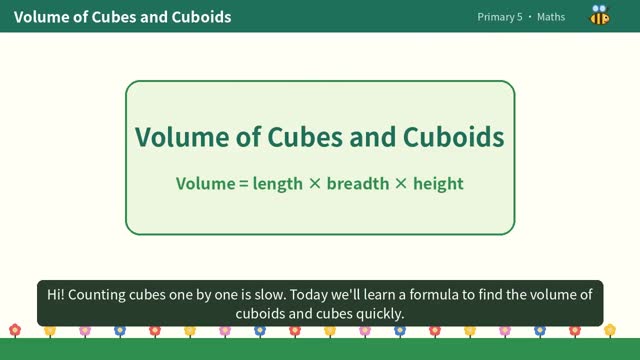 Volume of Cubes and Cuboids
Primary 5 • Maths
Volume of Cubes and Cuboids
Volume = length × breadth × height
Hi! Counting cubes one by one is slow. Today we'll learn a formula to find the volume of
cuboids and cubes quickly.